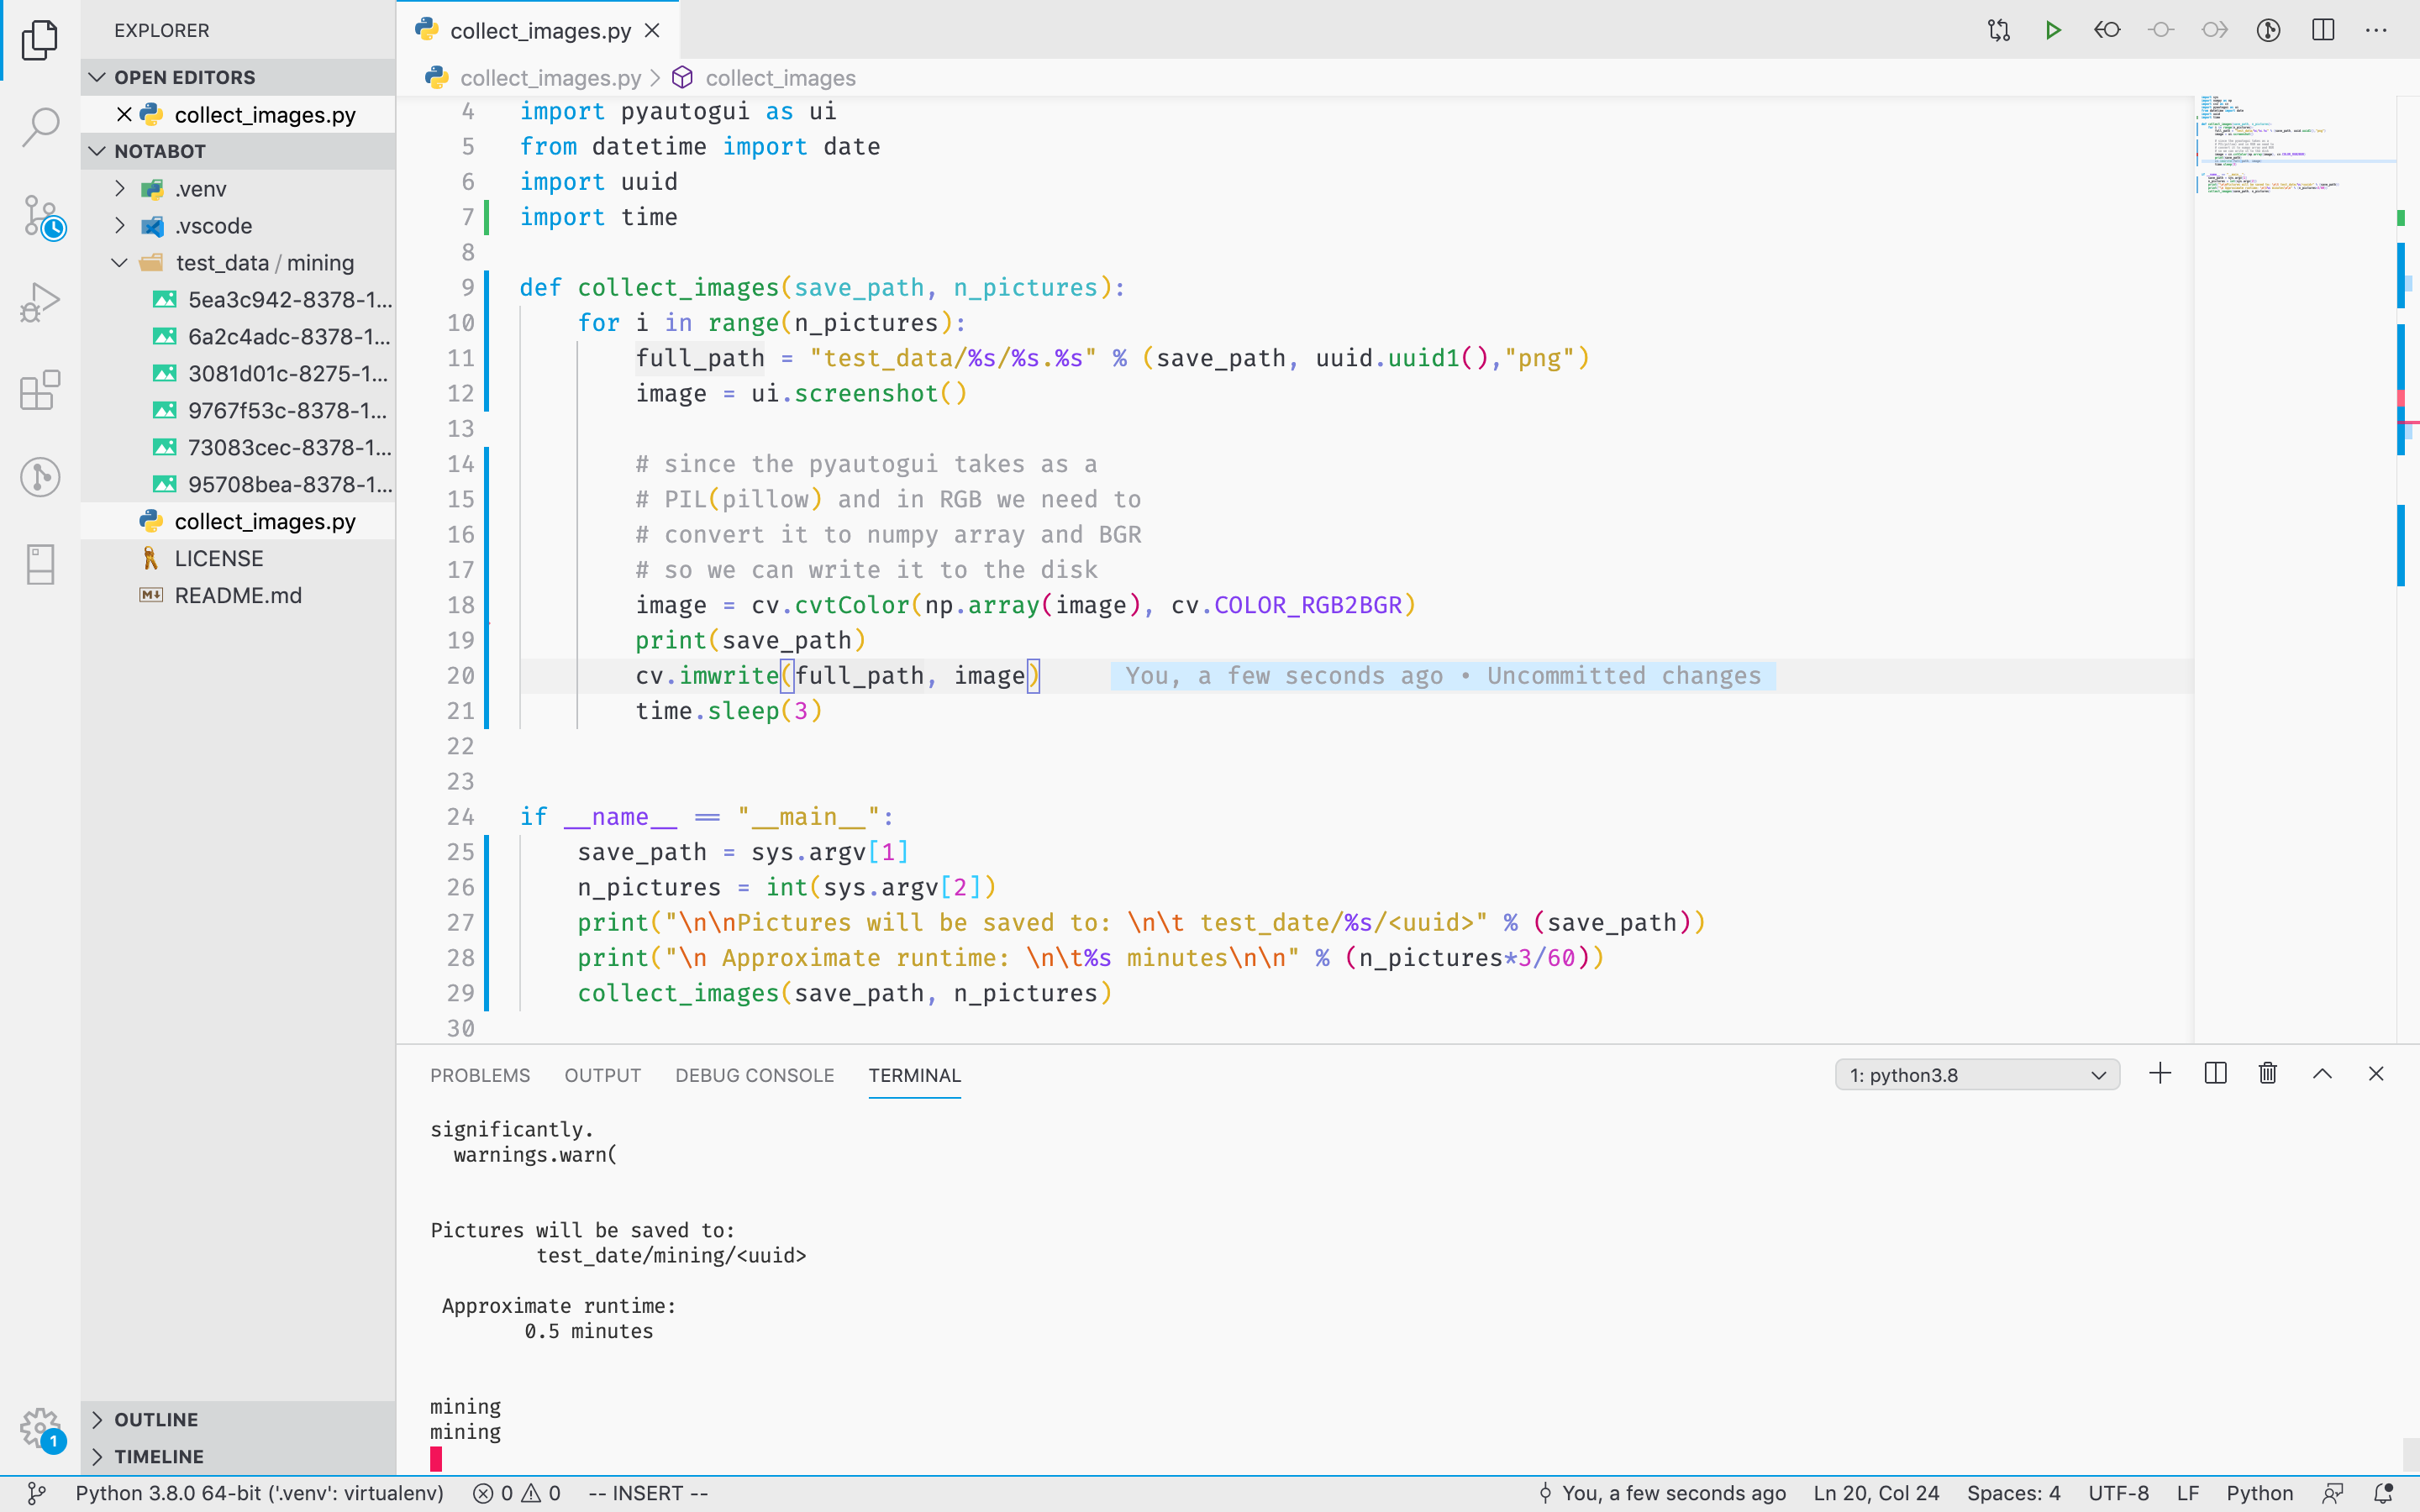 EXPLORER
OPEN EDITORS
collect_images.py
NOTABOT
.venv
.vscode
test_data / mining
5ea3c942-8378-1...
6a2c4adc-8378-1...
3081d01c-8275-1...
9767f53c-8378-1...
73083cec-8378-1...
95708bea-8378-1...
collect_images.py
LICENSE
README.md
OUTLINE
TIMELINE
1
collect_images.py
collect_images.py > collect_images
4 import pyautogui as ui
5 from datetime import date
6 import uuid
7 import time
8
9 def collect_images(save_path, n_pictures):
10 for i in range(n_pictures):
11 full_path = "test_data/%s/%s.%s" % (save_path, uuid.uuid1(),"png")
12 image = ui.screenshot()
13
14 # since the pyautogui takes as a
15 # PIL(pillow) and in RGB we need to
16 # convert it to numpy array and BGR
17 # so we can write it to the disk
18 image = cv.cvtColor(np.array(image), cv.COLOR_RGB2BGR)
19 print(save_path)
20 cv.imwrite(full_path, image) You, a few seconds ago • Uncommitted changes
21 time.sleep(3)
22
23
24 if __name__ == "__main__":
25 save_path = sys.argv[1]
26 n_pictures = int(sys.argv[2])
27 print("\n\nPictures will be saved to: \n\t test_date/%s/<uuid>" % (save_path))
28 print("\n Approximate runtime: \n\t%s minutes\n\n" % (n_pictures*3/60))
29 collect_images(save_path, n_pictures)
30
PROBLEMS OUTPUT DEBUG CONSOLE TERMINAL 1: python3.8
significantly.
warnings.warn(
Pictures will be saved to:
test_date/mining/<uuid>
Approximate runtime:
0.5 minutes
mining
mining
Python 3.8.0 64-bit ('.venv': virtualenv) 0 0 -- INSERT -- You, a few seconds ago Ln 20, Col 24 Spaces: 4 UTF-8 LF Python